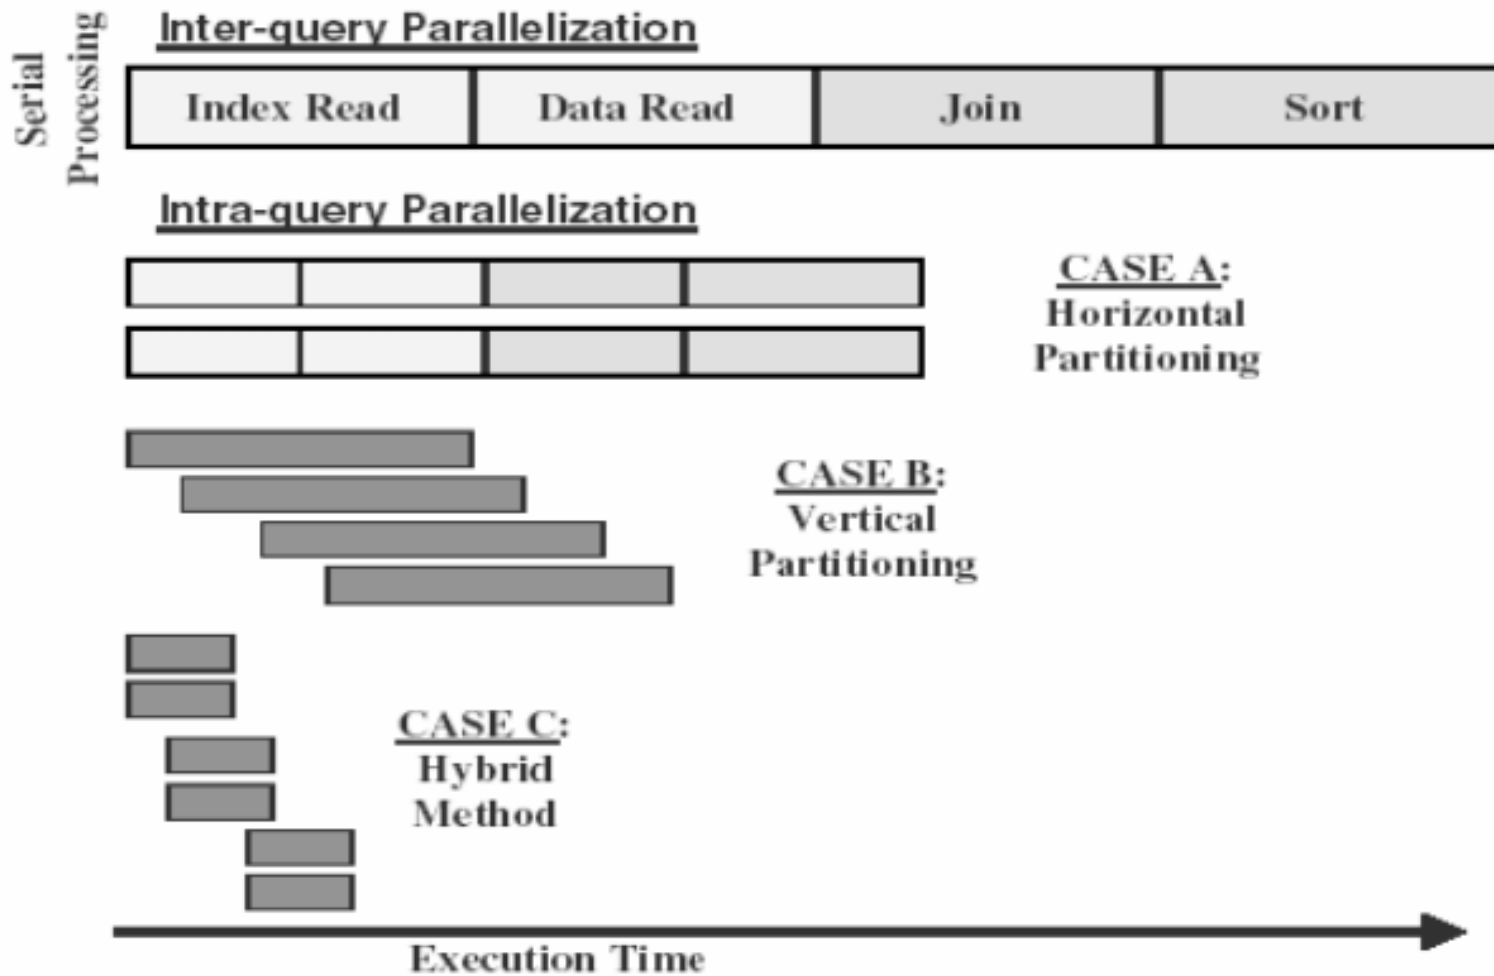 Inter-query Parallelization
Serial
Processing
Index Read
Data Read
Join
Sort
Intra-query Parallelization
CASE A:
Horizontal
Partitioning
CASE B:
Vertical
Partitioning
CASE C:
Hybrid
Method
Execution Time